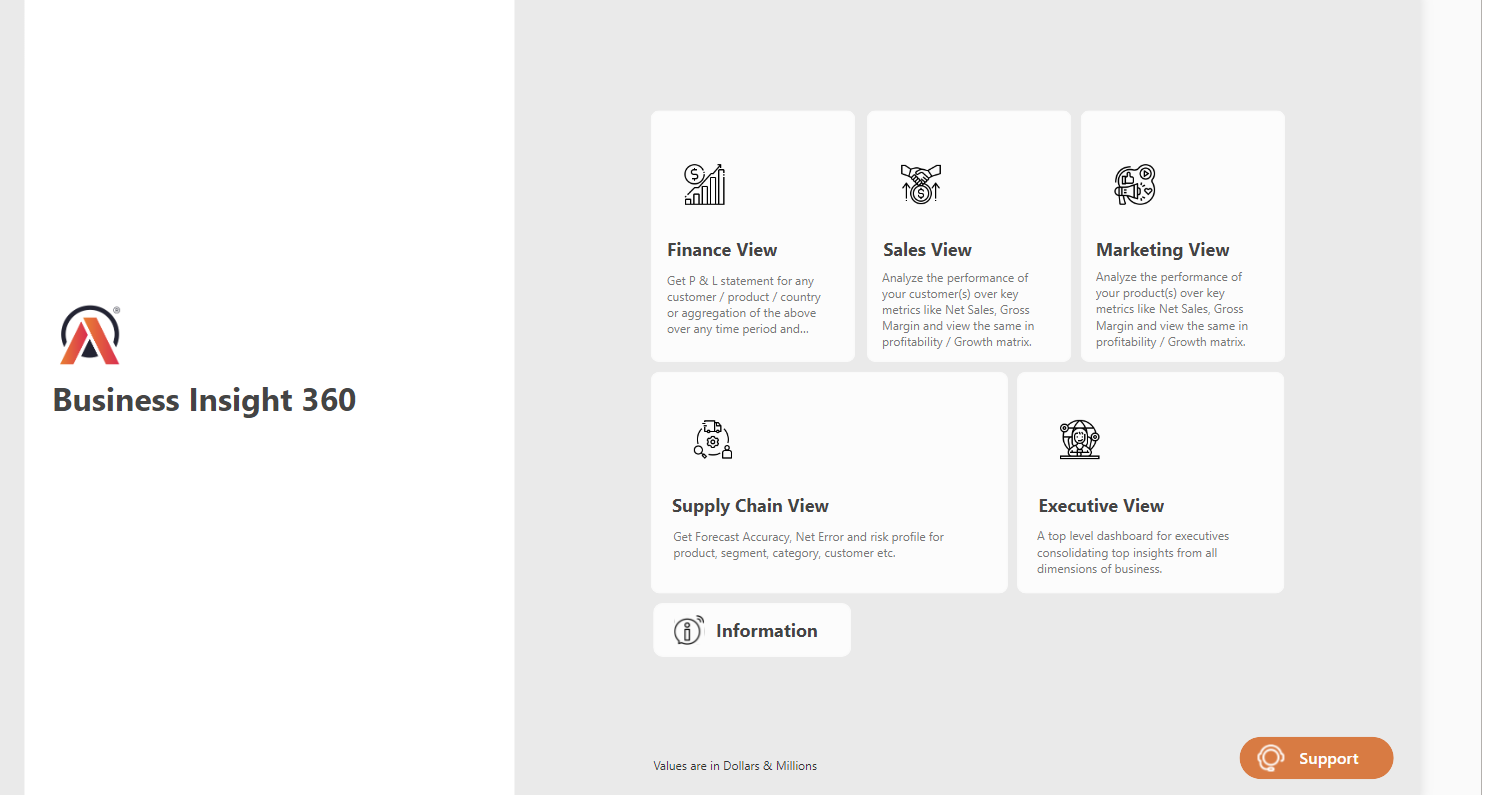 ®
Business Insight 360
Finance View
Get P & L statement for any
customer / product / country
or aggregation of the above
over any time period and...
Sales View
Analyze the performance of
your customer(s) over key
metrics like Net Sales, Gross
Margin and view the same in
profitability / Growth matrix.
Marketing View
Analyze the performance of
your product(s) over key
metrics like Net Sales, Gross
Margin and view the same in
profitability / Growth matrix.
Supply Chain View
Get Forecast Accuracy, Net Error and risk profile for
product, segment, category, customer etc.
Executive View
A top level dashboard for executives
consolidating top insights from all
dimensions of business.
Information
Values are in Dollars & Millions
Support